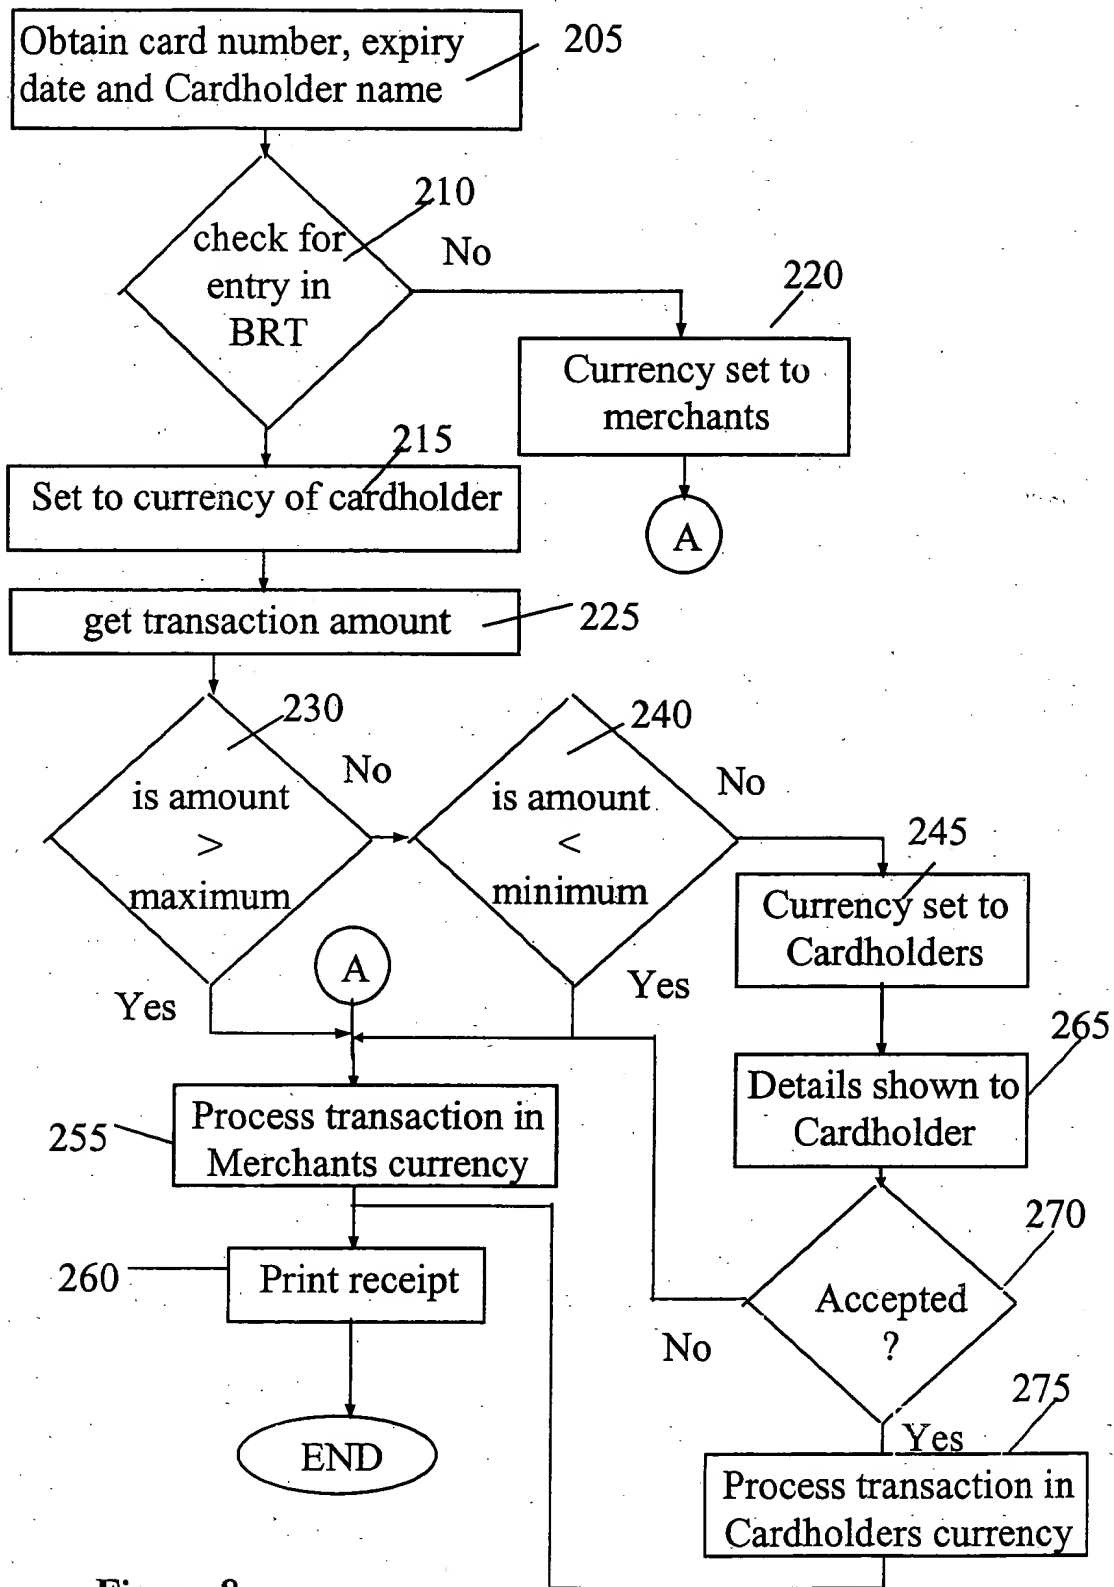 Obtain card number, expiry
date and Cardholder name
205
210
check for
entry in
BRT
No
220
Currency set to
merchants
215
Set to currency of cardholder
A
get transaction amount
225
230
240
No
No
is amount
>
maximum
is amount
<
minimum
245
Currency set to
Cardholders
A
Yes
Yes
265
Details shown to
Cardholder
255
Process transaction in
Merchants currency
270
260
Print receipt
Accepted
?
No
275
Yes
END
Process transaction in
Cardholders currency